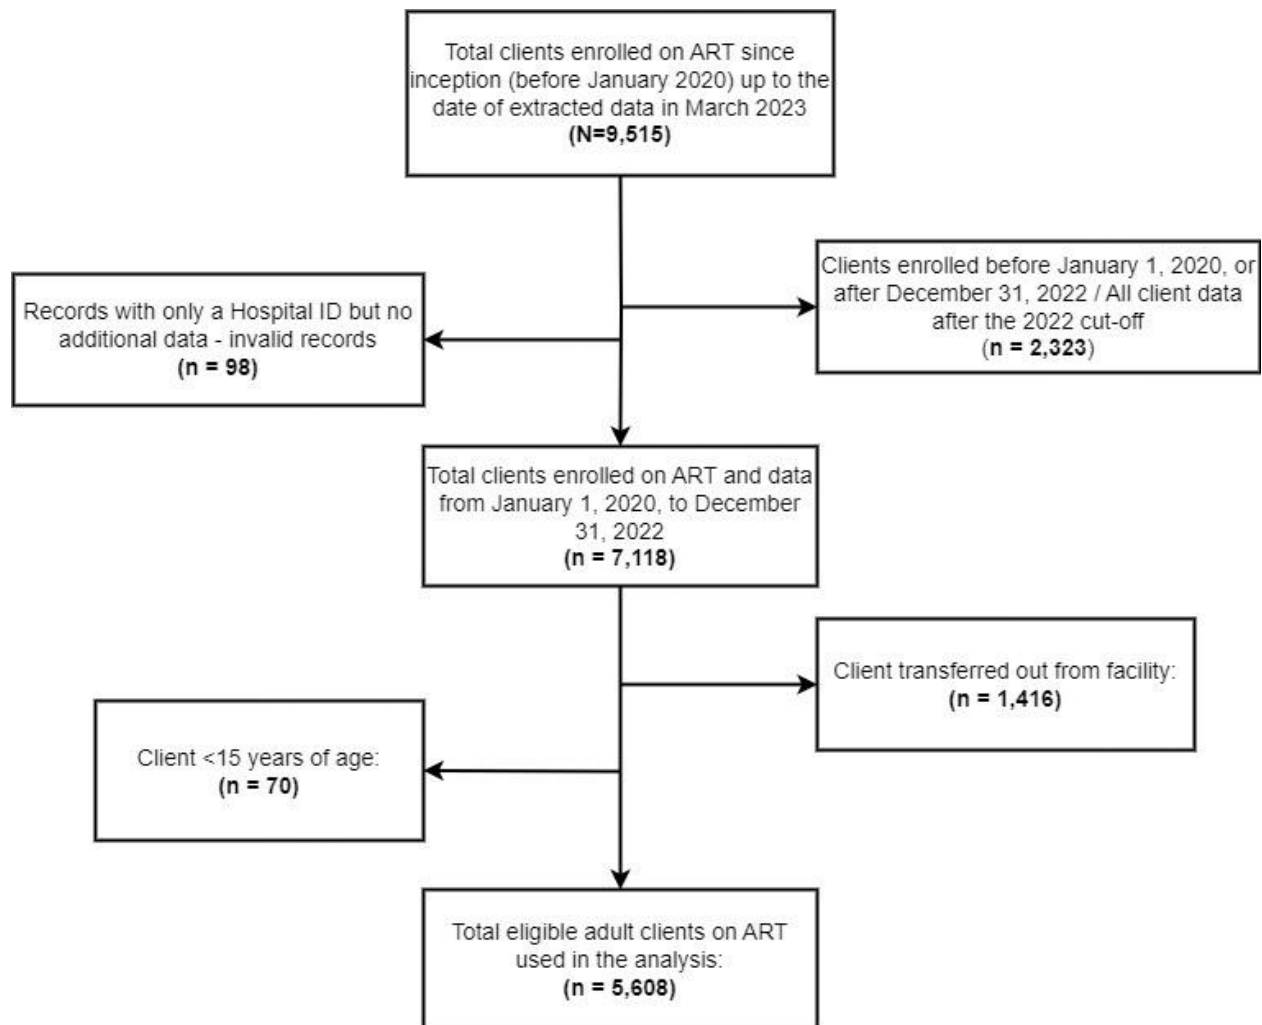 Total clients enrolled on ART since
inception (before January 2020) up to the
date of extracted data in March 2023
(N=9,515)
Clients enrolled before January 1, 2020, or
after December 31, 2022 / All client data
after the 2022 cut-off
(n = 2,323)
Records with only a Hospital ID but no
additional data - invalid records
(n = 98)
Total clients enrolled on ART and data
from January 1, 2020, to December
31, 2022
(n = 7,118)
Client transferred out from facility:
(n = 1,416)
Client <15 years of age:
(n = 70)
Total eligible adult clients on ART
used in the analysis:
(n = 5,608)